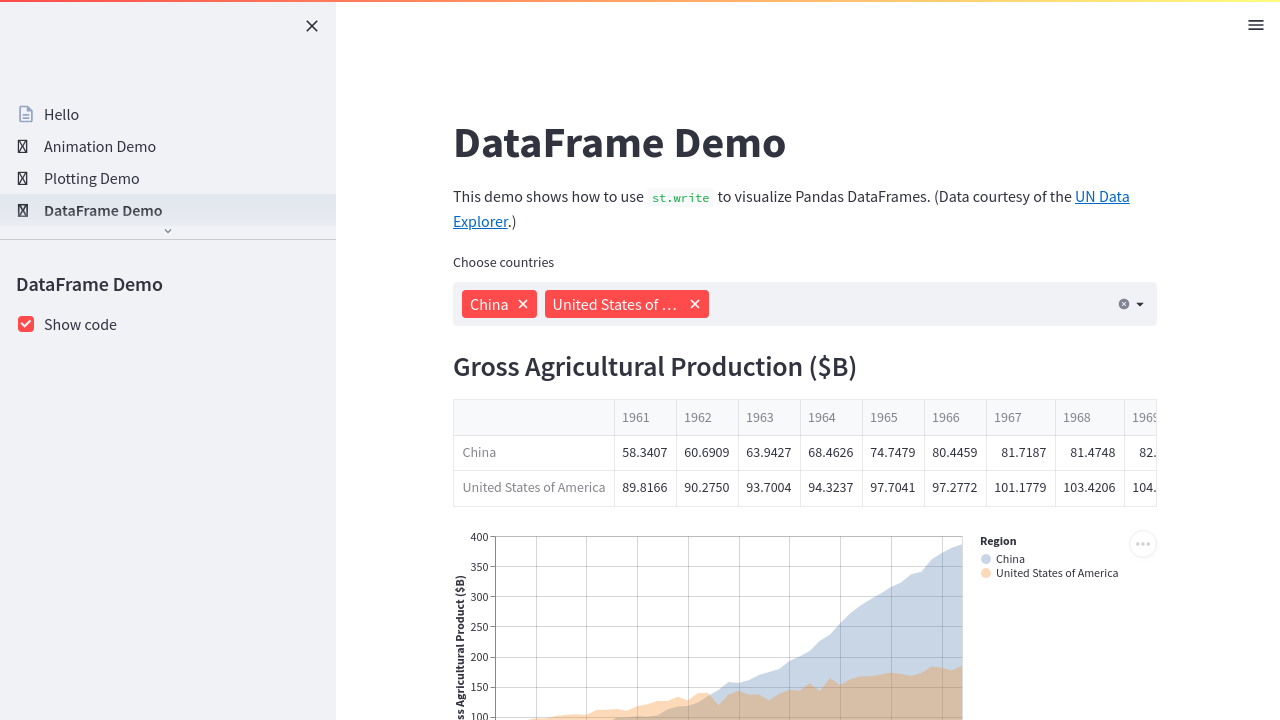 Hello
Animation Demo
Plotting Demo
DataFrame Demo
DataFrame Demo
Show code
DataFrame Demo
This demo shows how to use st.write to visualize Pandas DataFrames. (Data courtesy of the UN Data
Explorer.)
Choose countries
China
United States of ...
Gross Agricultural Production ($B)
1961 1962 1963 1964 1965 1966 1967 1968 1969
China 58.3407 60.6909 63.9427 68.4626 74.7479 80.4459 81.7187 81.4748 82.
United States of America 89.8166 90.2750 93.7004 94.3237 97.7041 97.2772 101.1779 103.4206 104.
400
350
300
250
200
150
100
ss Agricultural Product ($B)
Region
China
United States of America